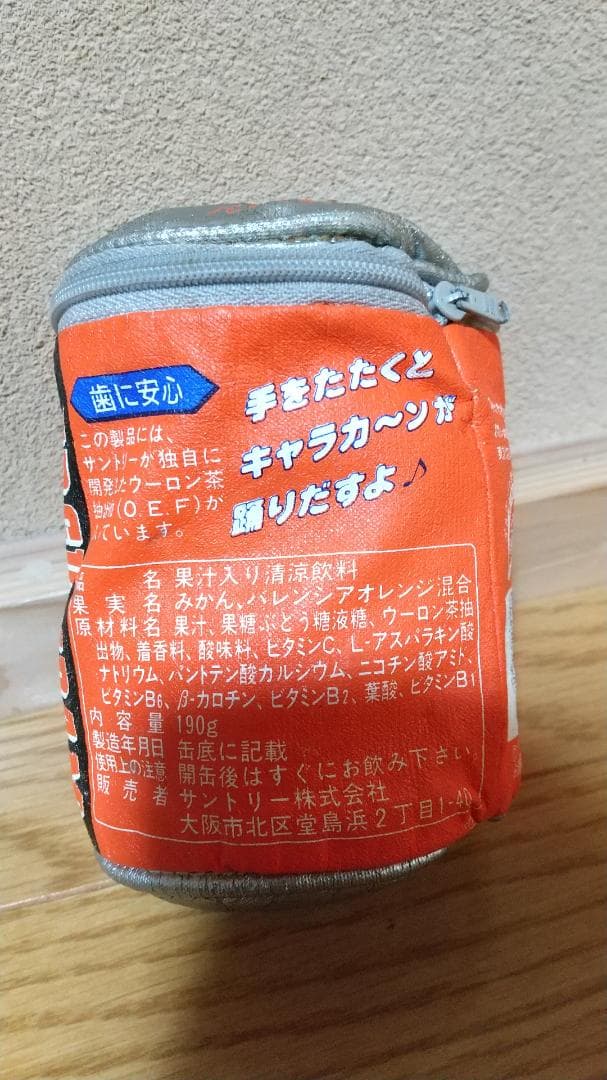 歯に安心
この製品には、
サントリーが独自に
開発したウーロン茶
抽出物(OEF)が
ています。
手をたたくと
キャラカ〜ンが
踊りだすよ♪
名 果汁入り清涼飲料
果実名 みかん、バレンシアオレンジ混合
原材料名 果汁、果糖ぶどう糖液糖、ウーロン茶抽
出物、着香料、酸味料、ビタミンC、L-アスパラキン酸
ナトリウム、パントテン酸カルシウム、ニコチン酸アミド、
ビタミンB6、β-カロチン、ビタミンB2、葉酸、ビタミンB1
内容量 190g
製造年月日 缶底に記載
使用上の注意 開缶後はすぐにお飲み下さい
販売者 サントリー株式会社
大阪市北区堂島浜2丁目1-40